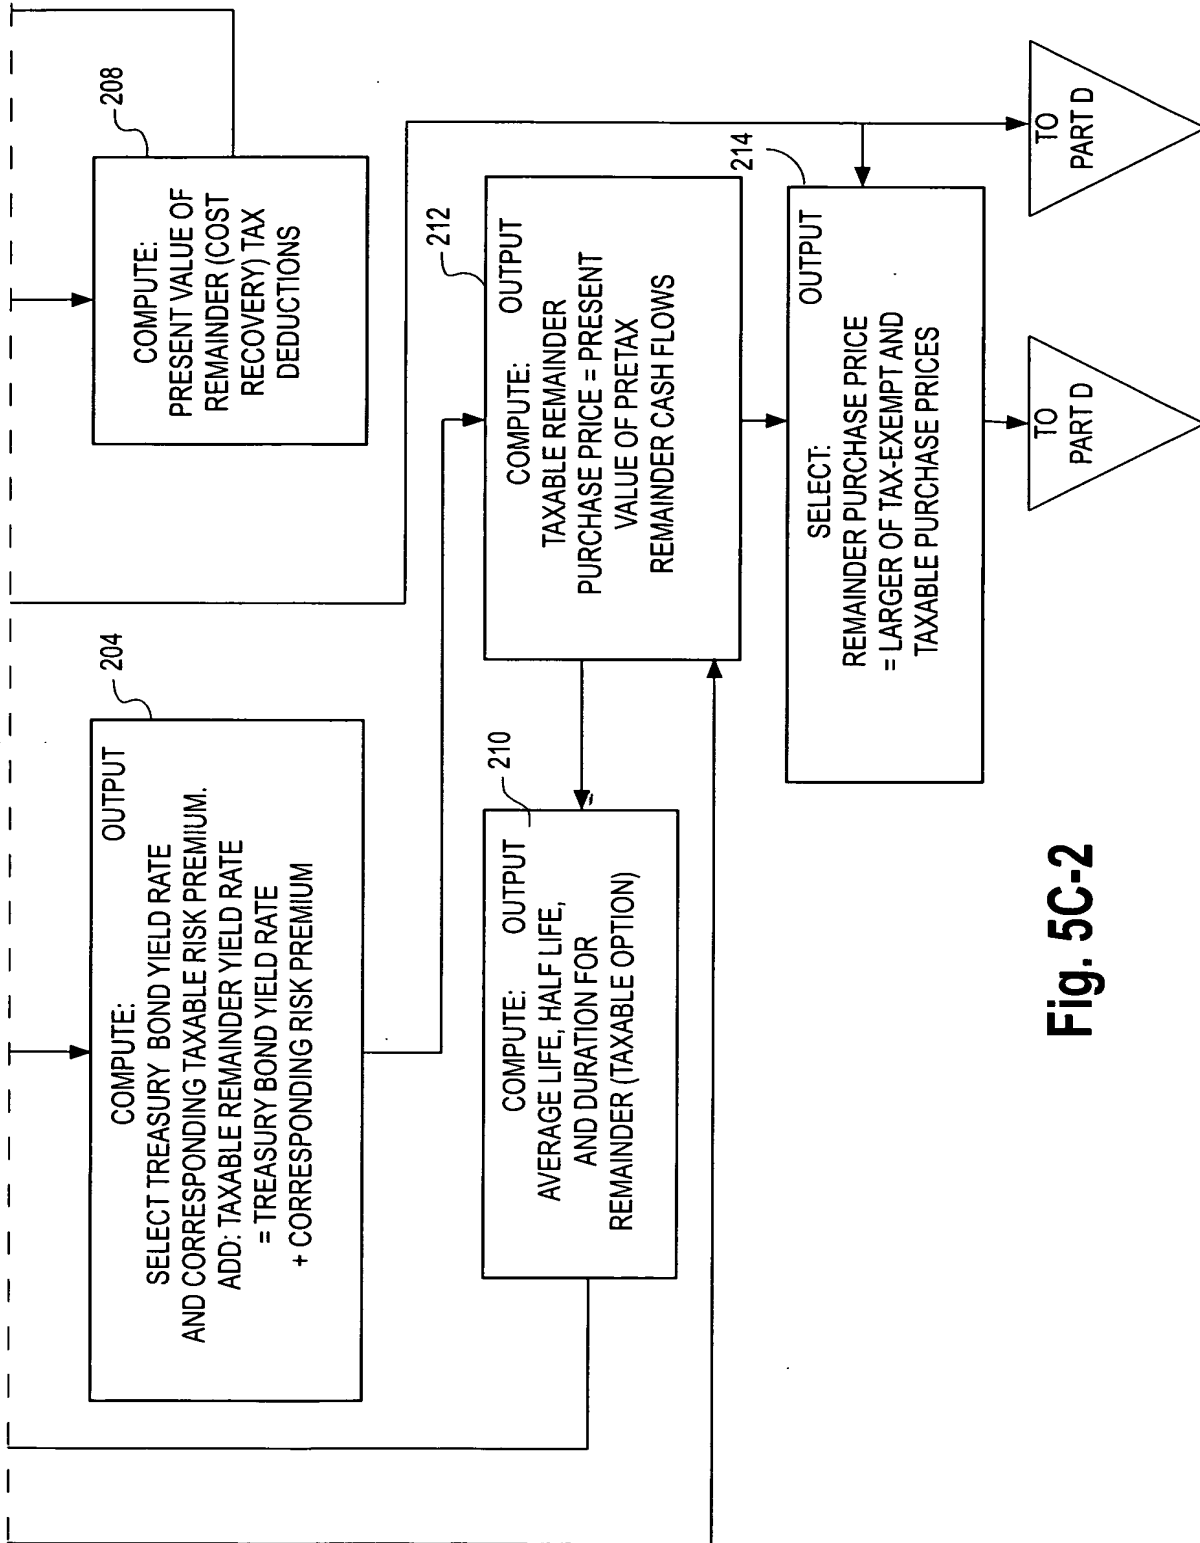 208
COMPUTE:
PRESENT VALUE OF
REMAINDER (COST
RECOVERY) TAX
DEDUCTIONS
204
COMPUTE: OUTPUT
SELECT TREASURY BOND YIELD RATE
AND CORRESPONDING TAXABLE RISK PREMIUM.
ADD: TAXABLE REMAINDER YIELD RATE
= TREASURY BOND YIELD RATE
+ CORRESPONDING RISK PREMIUM
212
COMPUTE: OUTPUT
TAXABLE REMAINDER
PURCHASE PRICE = PRESENT
VALUE OF PRETAX
REMAINDER CASH FLOWS
210
COMPUTE: OUTPUT
AVERAGE LIFE, HALF LIFE,
AND DURATION FOR
REMAINDER (TAXABLE OPTION)
214
SELECT: OUTPUT
REMAINDER PURCHASE PRICE
= LARGER OF TAX-EXEMPT AND
TAXABLE PURCHASE PRICES
TO
PART D
TO
PART D
Fig. 5C-2